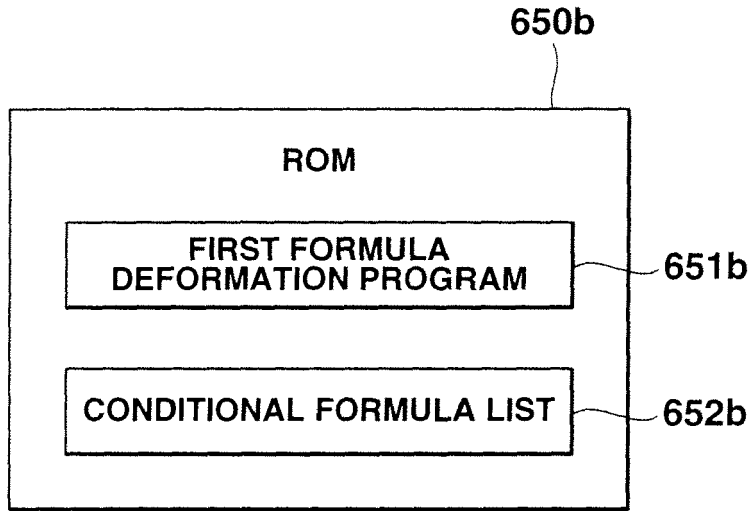 650b
ROM
FIRST FORMULA
DEFORMATION PROGRAM
651b
CONDITIONAL FORMULA LIST
652b